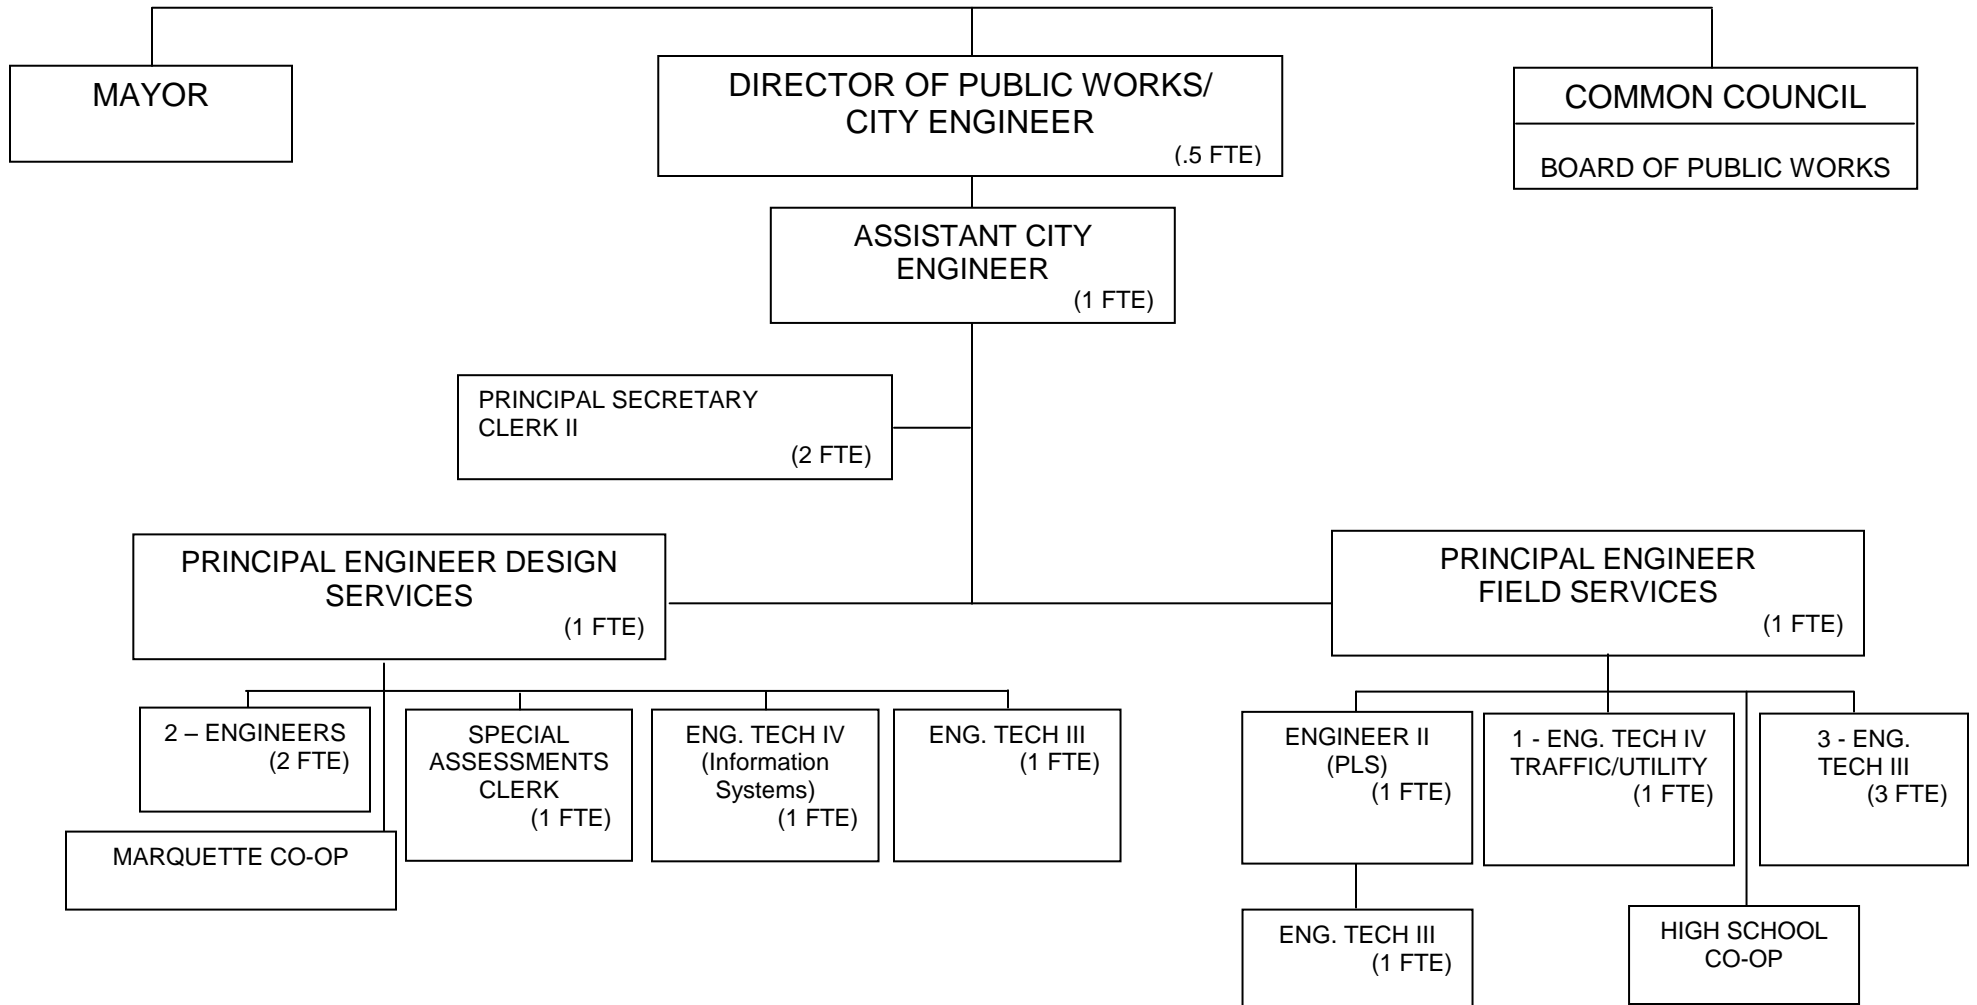 MAYOR
DIRECTOR OF PUBLIC WORKS/
CITY ENGINEER
(.5 FTE)
COMMON COUNCIL
BOARD OF PUBLIC WORKS
ASSISTANT CITY
ENGINEER
(1 FTE)
PRINCIPAL SECRETARY
CLERK II
(2 FTE)
PRINCIPAL ENGINEER DESIGN
SERVICES
(1 FTE)
PRINCIPAL ENGINEER
FIELD SERVICES
(1 FTE)
2 – ENGINEERS
(2 FTE)
SPECIAL
ASSESSMENTS
CLERK
(1 FTE)
ENG. TECH IV
(Information
Systems)
(1 FTE)
ENG. TECH III
(1 FTE)
MARQUETTE CO-OP
ENGINEER II
(PLS)
(1 FTE)
1 - ENG. TECH IV
TRAFFIC/UTILITY
(1 FTE)
3 - ENG.
TECH III
(3 FTE)
ENG. TECH III
(1 FTE)
HIGH SCHOOL
CO-OP